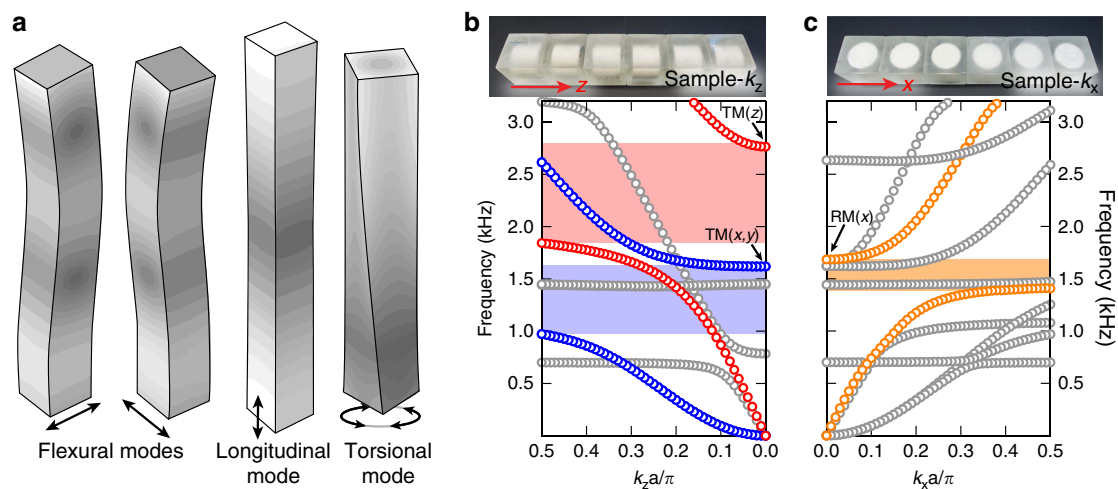 a
Flexural modes
Longitudinal
mode
Torsional
mode
b
z
Sample-kz
TM(z)
TM(x,y)
Frequency (kHz)
3.0
2.5
2.0
1.5
1.0
0.5
0.5 0.4 0.3 0.2 0.1 0.0
kza/π
c
x
Sample-kx
RM(x)
3.0
2.5
2.0
1.5
1.0
0.5
Frequency (kHz)
0.0 0.1 0.2 0.3 0.4 0.5
kxa/π